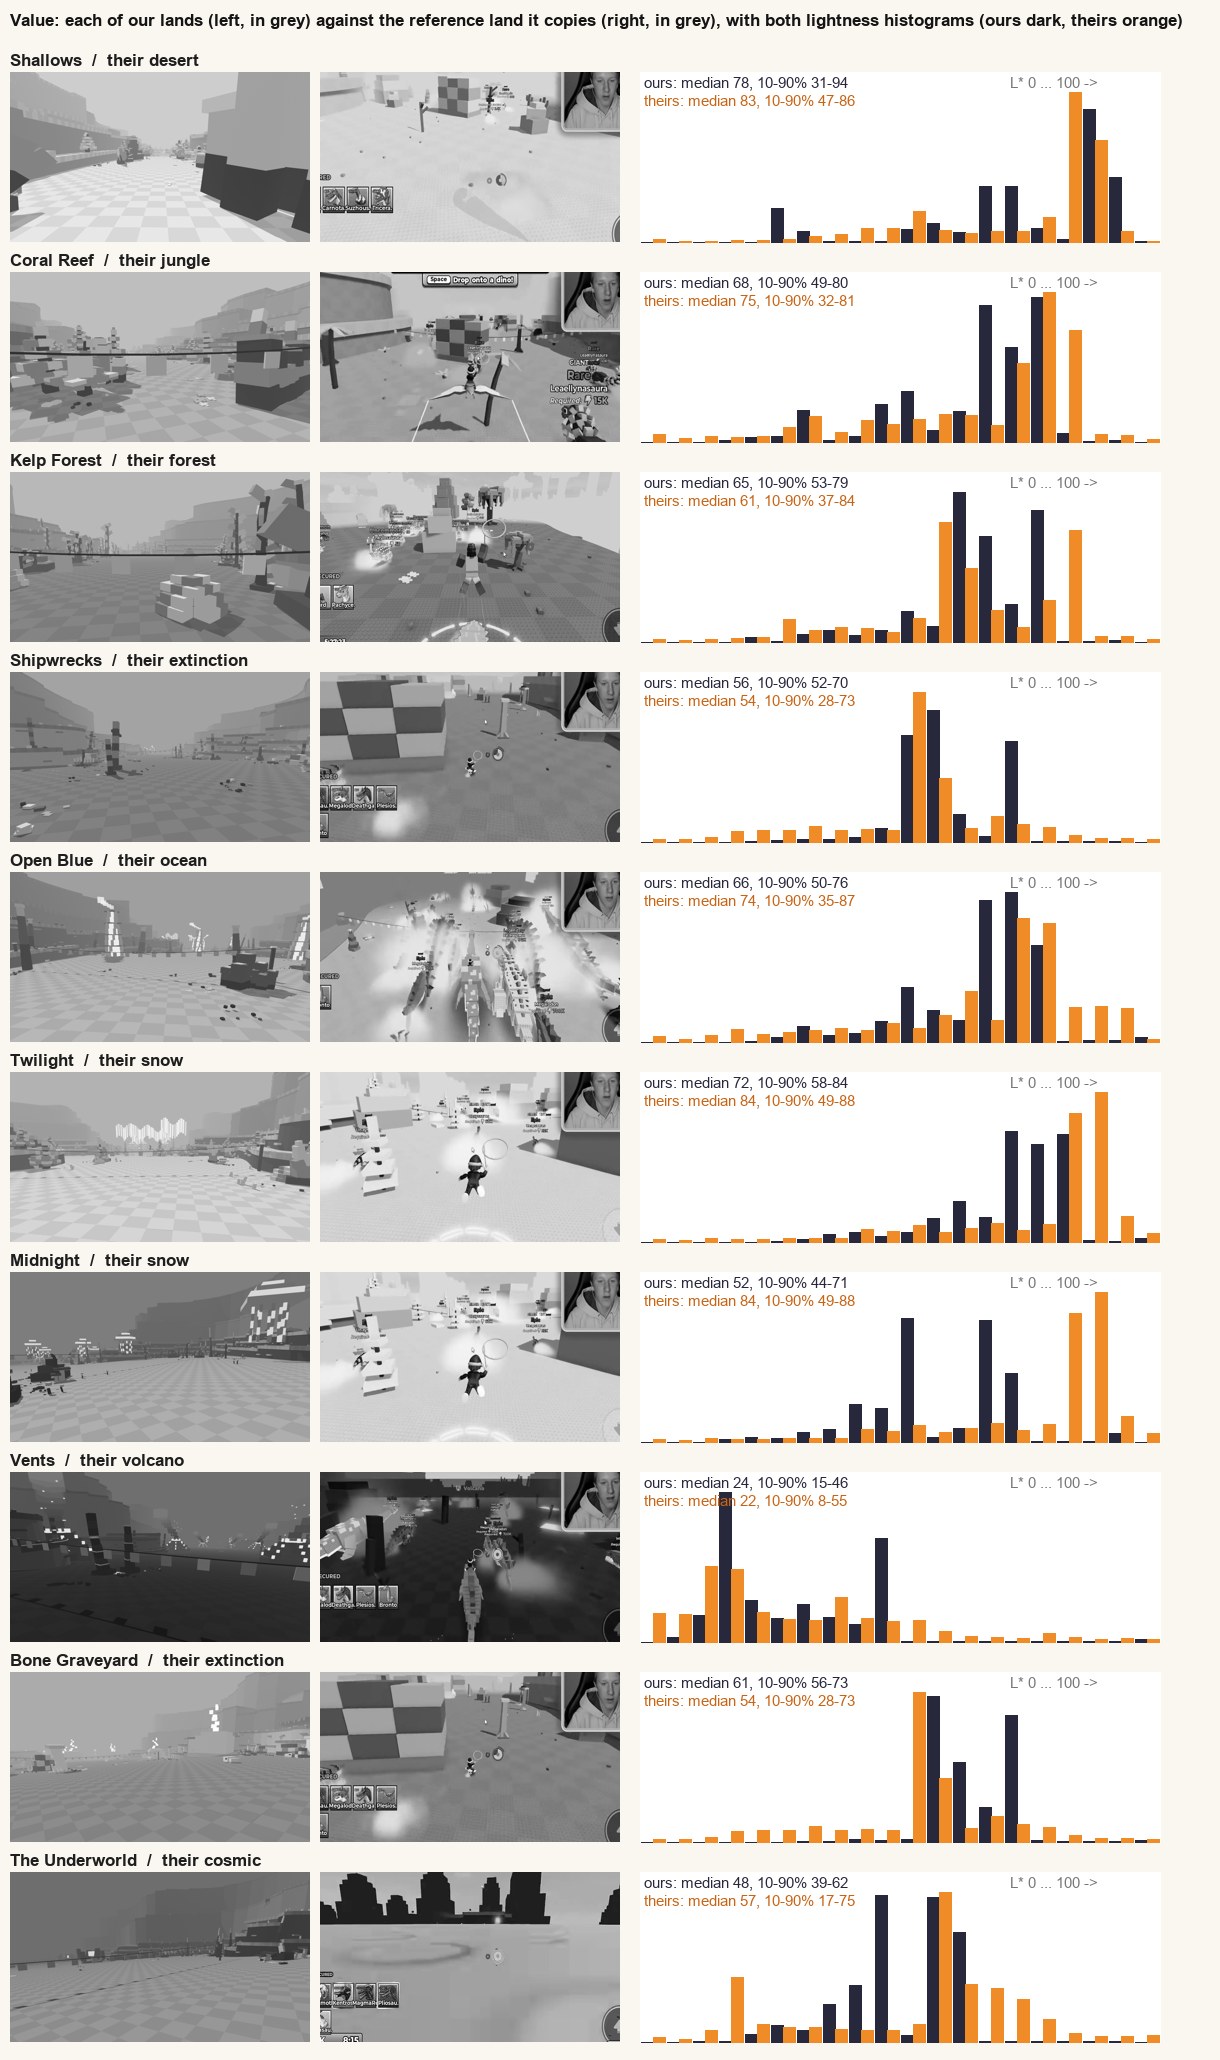 Value: each of our lands (left, in grey) against the reference land it copies (right, in grey), with both lightness histograms (ours dark, theirs orange)
Shallows / their desert
ours: median 78, 10-90% 31-94
L* 0 ... 100 ->
theirs: median 83, 10-90% 47-86
Coral Reef / their jungle
Space Drop onto a dino!
GIANT
Rare
Leaellynasaura
Required 15K
ours: median 68, 10-90% 49-80
L* 0 ... 100 ->
theirs: median 75, 10-90% 32-81
Kelp Forest / their forest
ours: median 65, 10-90% 53-79
L* 0 ... 100 ->
theirs: median 61, 10-90% 37-84
Shipwrecks / their extinction
ours: median 56, 10-90% 52-70
L* 0 ... 100 ->
theirs: median 54, 10-90% 28-73
Open Blue / their ocean
ours: median 66, 10-90% 50-76
L* 0 ... 100 ->
theirs: median 74, 10-90% 35-87
Twilight / their snow
ours: median 72, 10-90% 58-84
L* 0 ... 100 ->
theirs: median 84, 10-90% 49-88
Midnight / their snow
ours: median 52, 10-90% 44-71
L* 0 ... 100 ->
theirs: median 84, 10-90% 49-88
Vents / their volcano
ours: median 24, 10-90% 15-46
L* 0 ... 100 ->
theirs: median 22, 10-90% 8-55
Bone Graveyard / their extinction
ours: median 61, 10-90% 56-73
L* 0 ... 100 ->
theirs: median 54, 10-90% 28-73
The Underworld / their cosmic
ours: median 48, 10-90% 39-62
L* 0 ... 100 ->
theirs: median 57, 10-90% 17-75
8:15